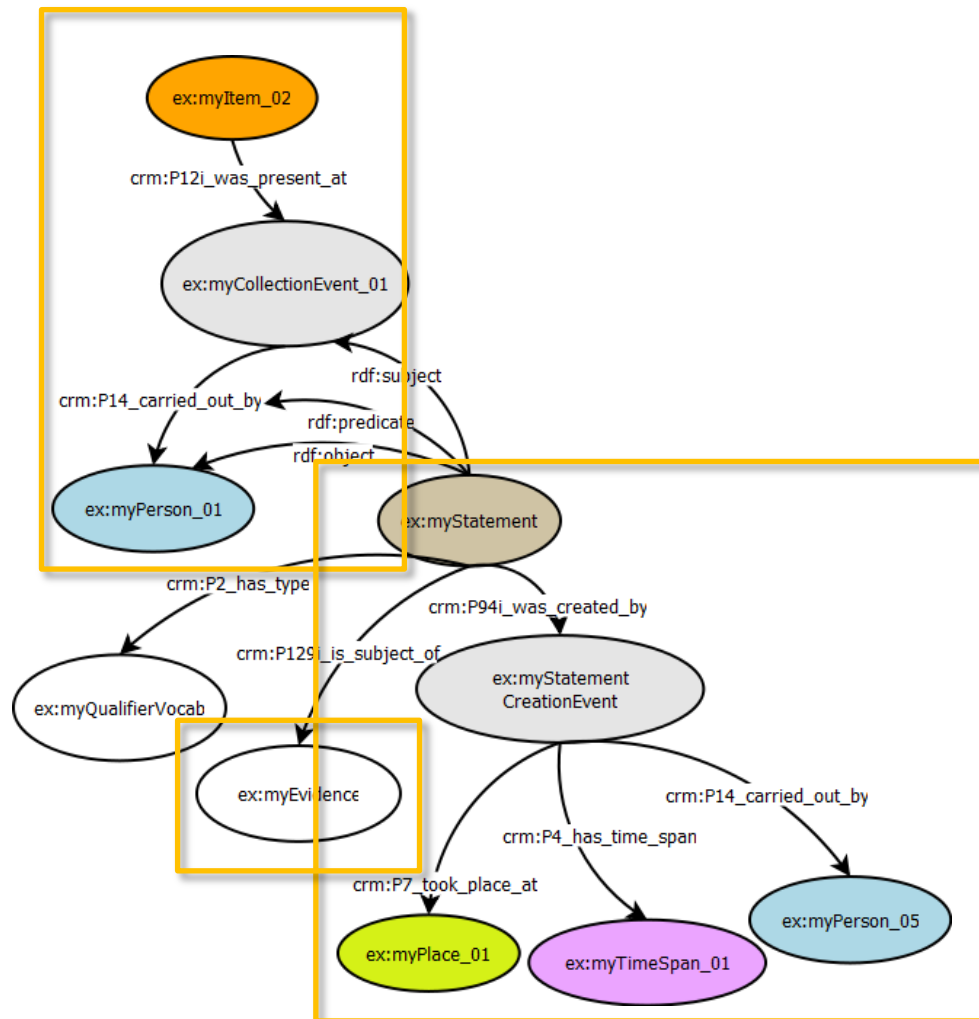 ex:myItem_02
crm:P12i_was_present_at
ex:myCollectionEvent_01
rdf:subject
crm:P14_carried_out_by
rdf:predicate
rdf:object
ex:myPerson_01
ex:myStatement
crm:P2_has_type
crm:P94i_was_created_by
crm:P129i_is_subject_of
ex:myStatement
CreationEvent
ex:myQualifierVocab
ex:myEvidence
crm:P14_carried_out_by
crm:P4_has_time_span
crm:P7_took_place_at
ex:myPerson_05
ex:myPlace_01
ex:myTimeSpan_01